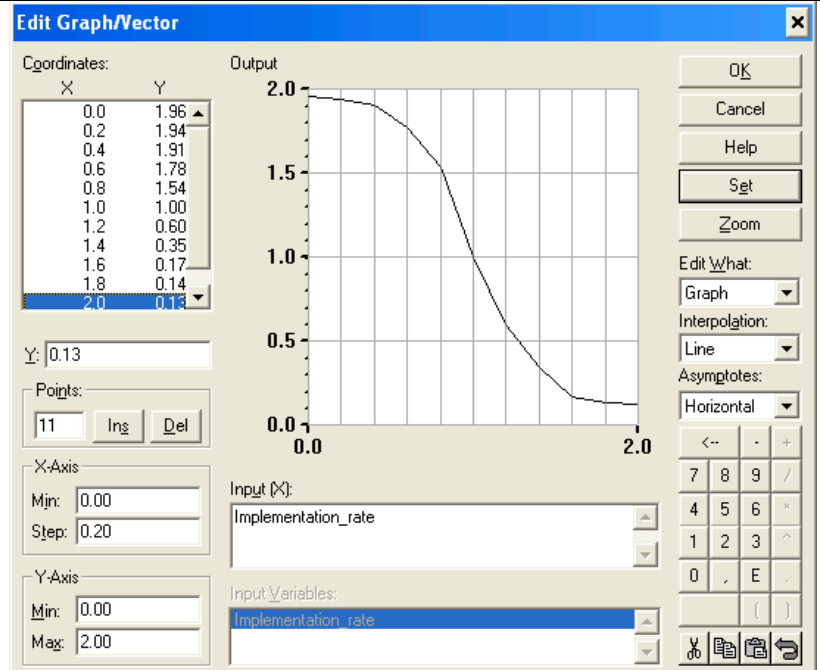 Edit Graph/Vector
Coordinates:
X Y
0.0 1.96
0.2 1.94
0.4 1.91
0.6 1.78
0.8 1.54
1.0 1.00
1.2 0.60
1.4 0.35
1.6 0.17
1.8 0.14
2.0 0.13
Y: 0.13
Points:
11 Ins Del
X-Axis
Min: 0.00
Step: 0.20
Y-Axis
Min: 0.00
Max: 2.00
Output
2.0
1.5
1.0
0.5
0.0
0.0 2.0
Input (X):
Implementation_rate
Input Variables:
Implementation_rate
OK
Cancel
Help
Set
Zoom
Edit What:
Graph
Interpolation:
Line
Asymptotes:
Horizontal
<-- - +
7 8 9 /
4 5 6 *
1 2 3 ^
0 , E .
( )